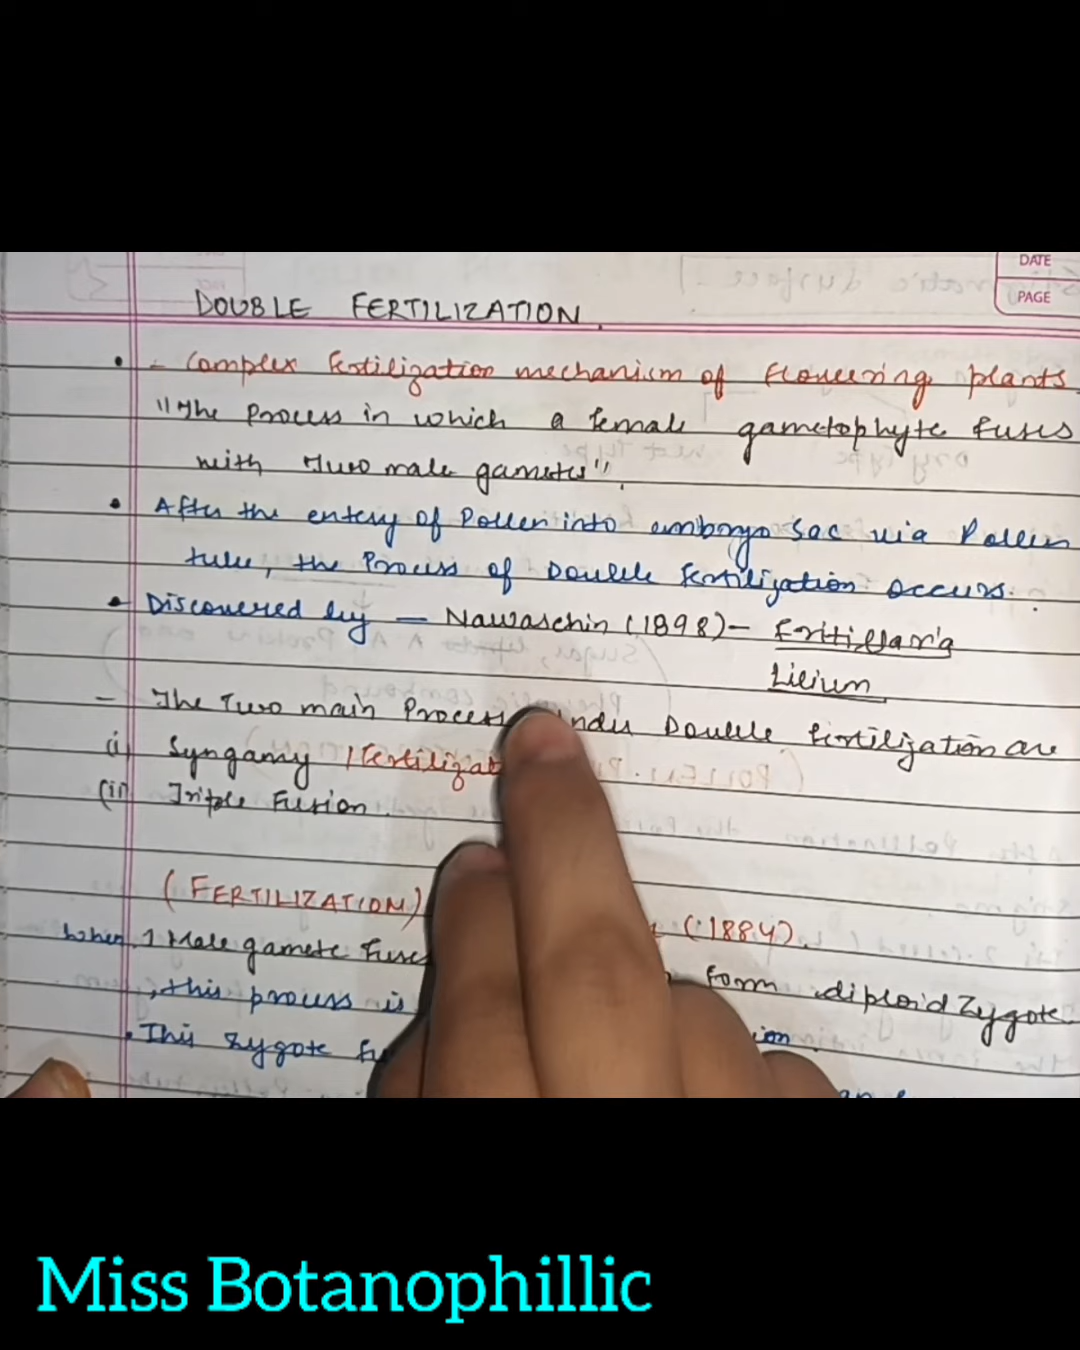 DATE
PAGE
DOUBLE FERTILIZATION.
• - Complex fertilization mechanism of flowering plants
"The Process in which a female gametophyte fuses
with Two male gametes".
• After the entery of Pollen into embryo Sac via Pollen
tube, the Process of Double fertilization occurs.
• Discovered by — Nawaschin (1898) - Fritillaria
Lilium
- The Two main Process under Double fertilization are
(i) Syngamy / fertilizat
(ii) Triple Fusion.
(FERTILIZATION)
(1884).
when 1 Male gamete fuses form diploid Zygote.
, this process is
• This zygote ion.
Miss Botanophillic